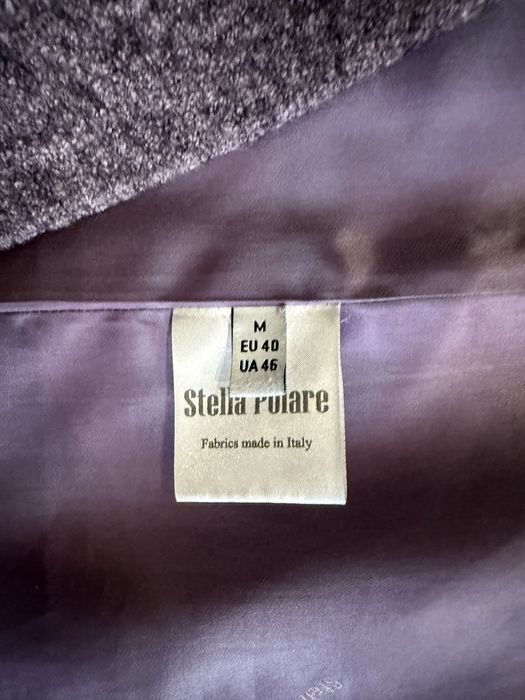 M
EU 40
UA 46
Stella Polare
Fabrics made in Italy